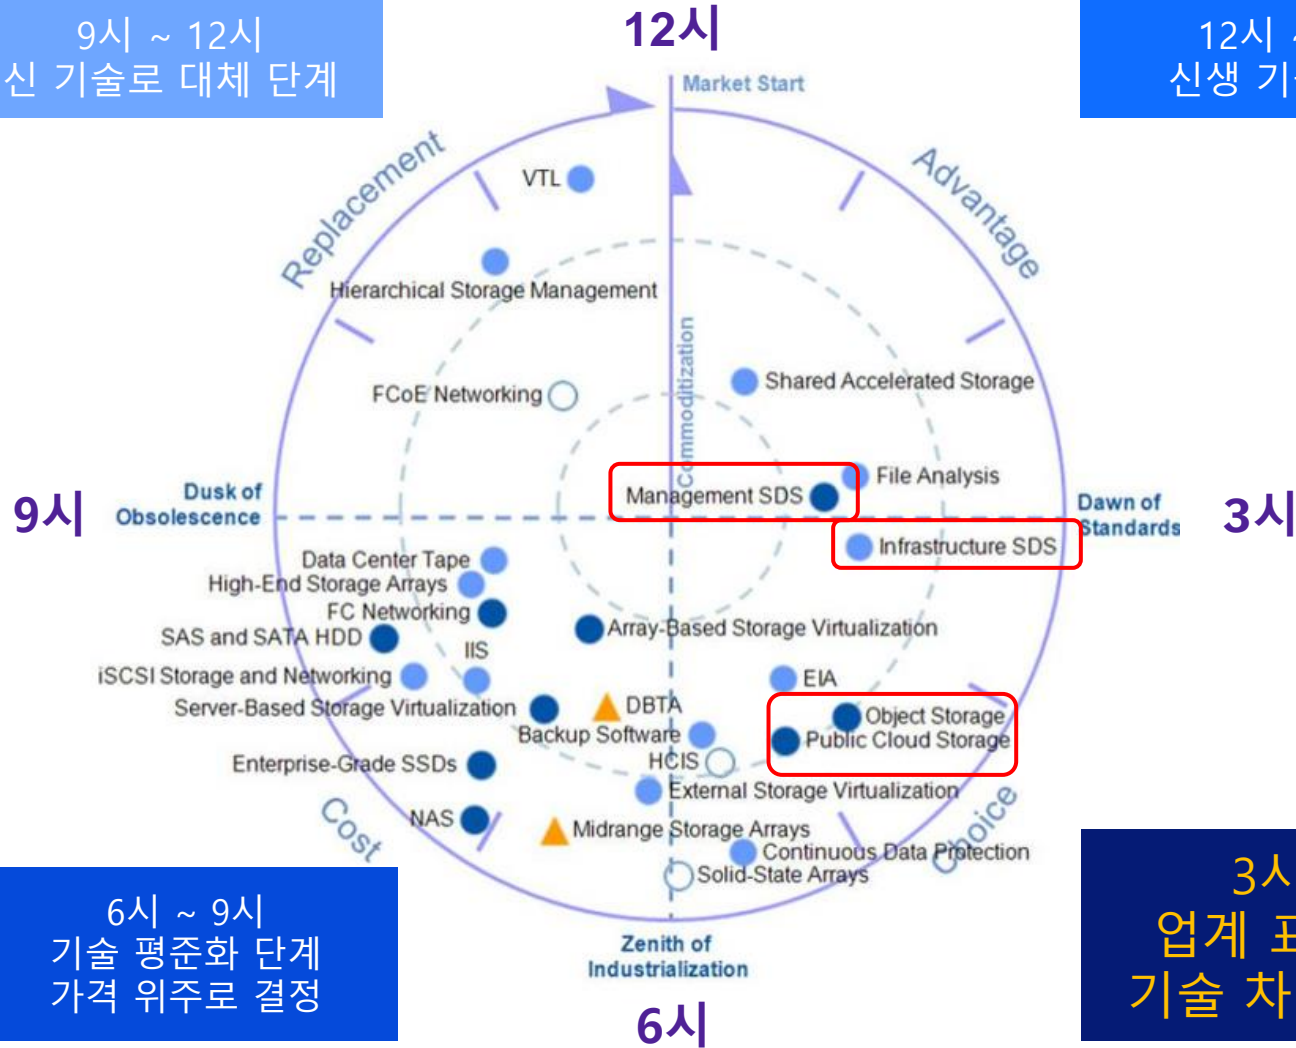 9시 ~ 12시
신 기술로 대체 단계
12시
12시
신생
Market Start
Replacement
Advantage
VTL
Hierarchical Storage Management
Commoditization
FCoE Networking
Shared Accelerated Storage
File Analysis
Management SDS
9시
Dusk of
Obsolescence
Dawn of
Standards
3시
Infrastructure SDS
Data Center Tape
High-End Storage Arrays
FC Networking
SAS and SATA HDD
Array-Based Storage Virtualization
IIS
iSCSI Storage and Networking
EIA
Server-Based Storage Virtualization
DBTA
Object Storage
Backup Software
Public Cloud Storage
HCIS
Enterprise-Grade SSDs
External Storage Virtualization
NAS
Midrange Storage Arrays
Cost
Choice
Continuous Data Protection
Solid-State Arrays
6시 ~ 9시
기술 평준화 단계
가격 위주로 결정
Zenith of
Industrialization
6시
업계
기술